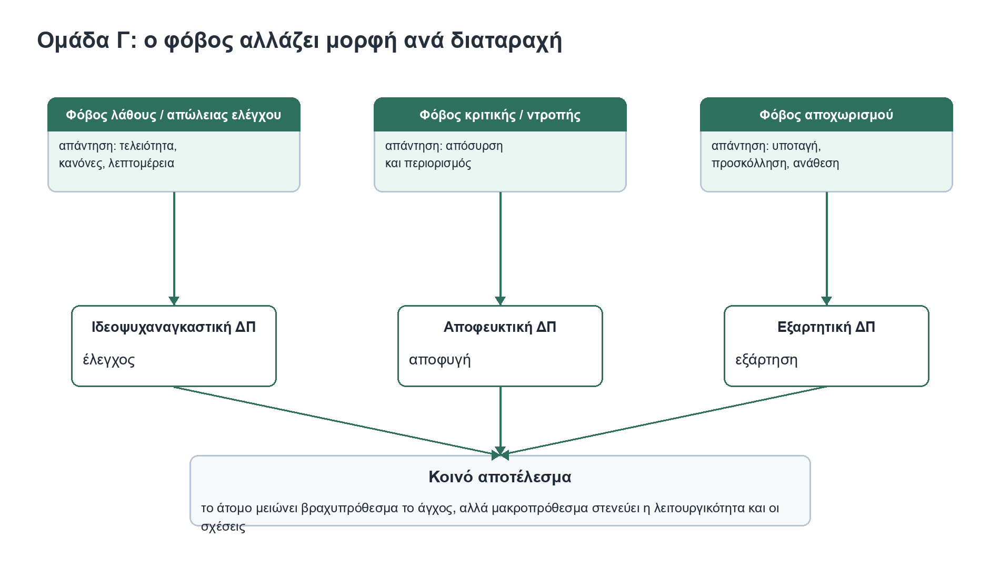 Ομάδα Γ: ο φόβος αλλάζει μορφή ανά διαταραχή
Φόβος λάθους / απώλειας ελέγχου
απάντηση: τελειότητα,
κανόνες, λεπτομέρεια
Φόβος κριτικής / ντροπής
απάντηση: απόσυρση
και περιορισμός
Φόβος αποχωρισμού
απάντηση: υποταγή,
προσκόλληση, ανάθεση
Ιδεοψυχαναγκαστική ΔΠ
έλεγχος
Αποφευκτική ΔΠ
αποφυγή
Εξαρτητική ΔΠ
εξάρτηση
Κοινό αποτέλεσμα
το άτομο μειώνει βραχυπρόθεσμα το άγχος, αλλά μακροπρόθεσμα στενεύει η λειτουργικότητα και οι
σχέσεις